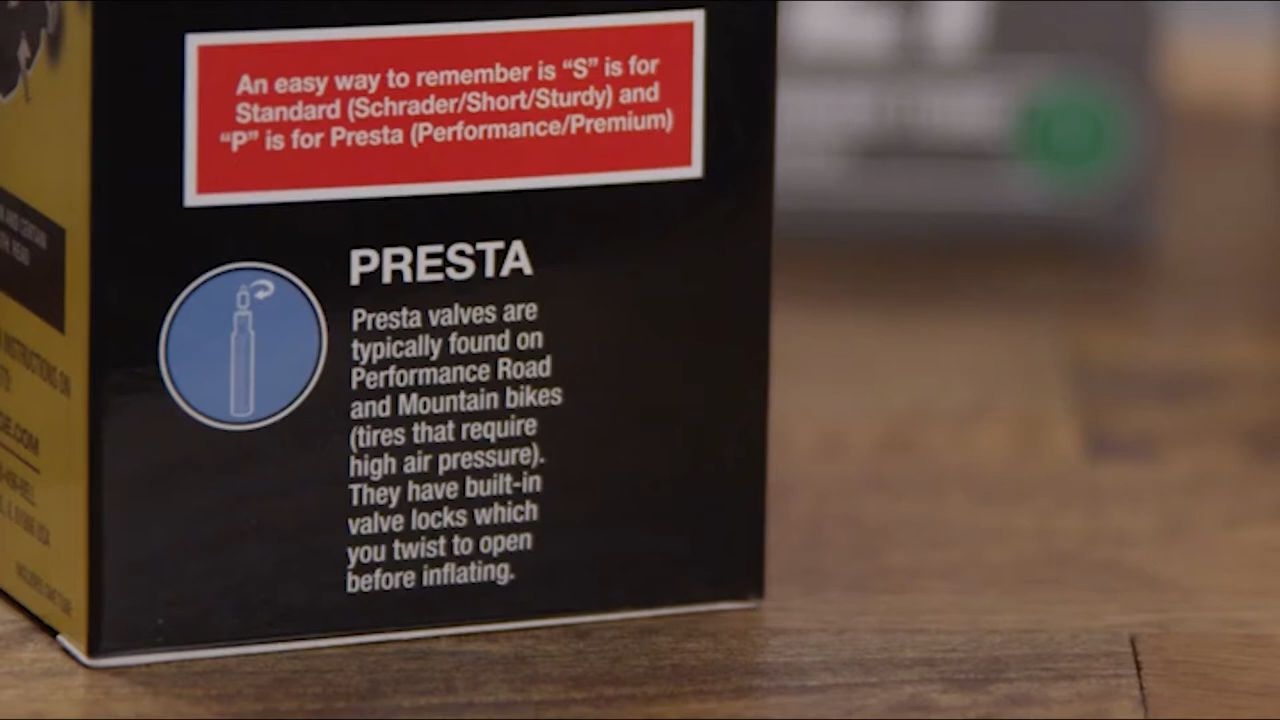 An easy way to remember is “S” is for
Standard (Schrader/Short/Sturdy) and
“P” is for Presta (Performance/Premium)
PRESTA
Presta valves are
typically found on
Performance Road
and Mountain bikes
(tires that require
high air pressure).
They have built-in
valve locks which
you twist to open
before inflating.
INSTRUCTIONS ON